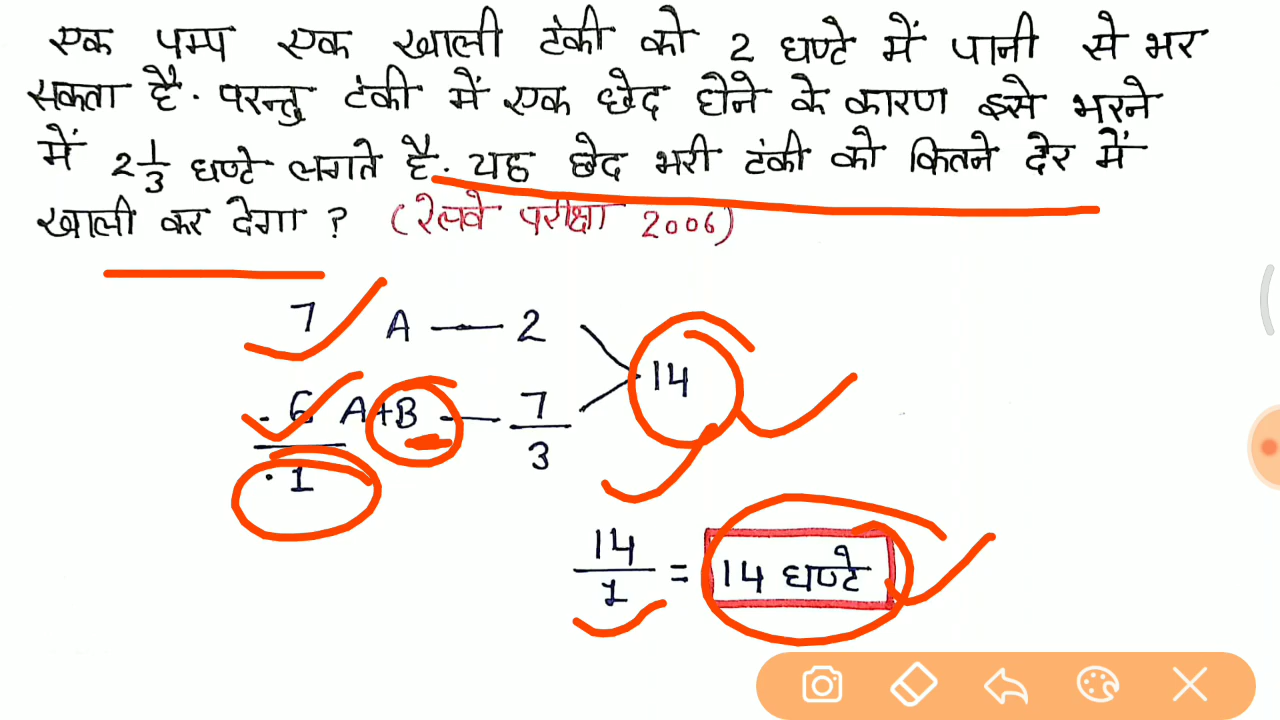 एक पम्प एक खाली टंकी को 2 घण्टे में पानी से भर
सकता है. परन्तु टंकी में एक छेद होने के कारण इसे भरने
में 2 1/3 घण्टे लगते है. यह छेद भरी टंकी को कितने देर में
खाली कर देगा ? (रेलवे परीक्षा 2006)
7 A — 2
14
- 6 A+B — 7/3
· 1
14/1 = 14 घण्टे